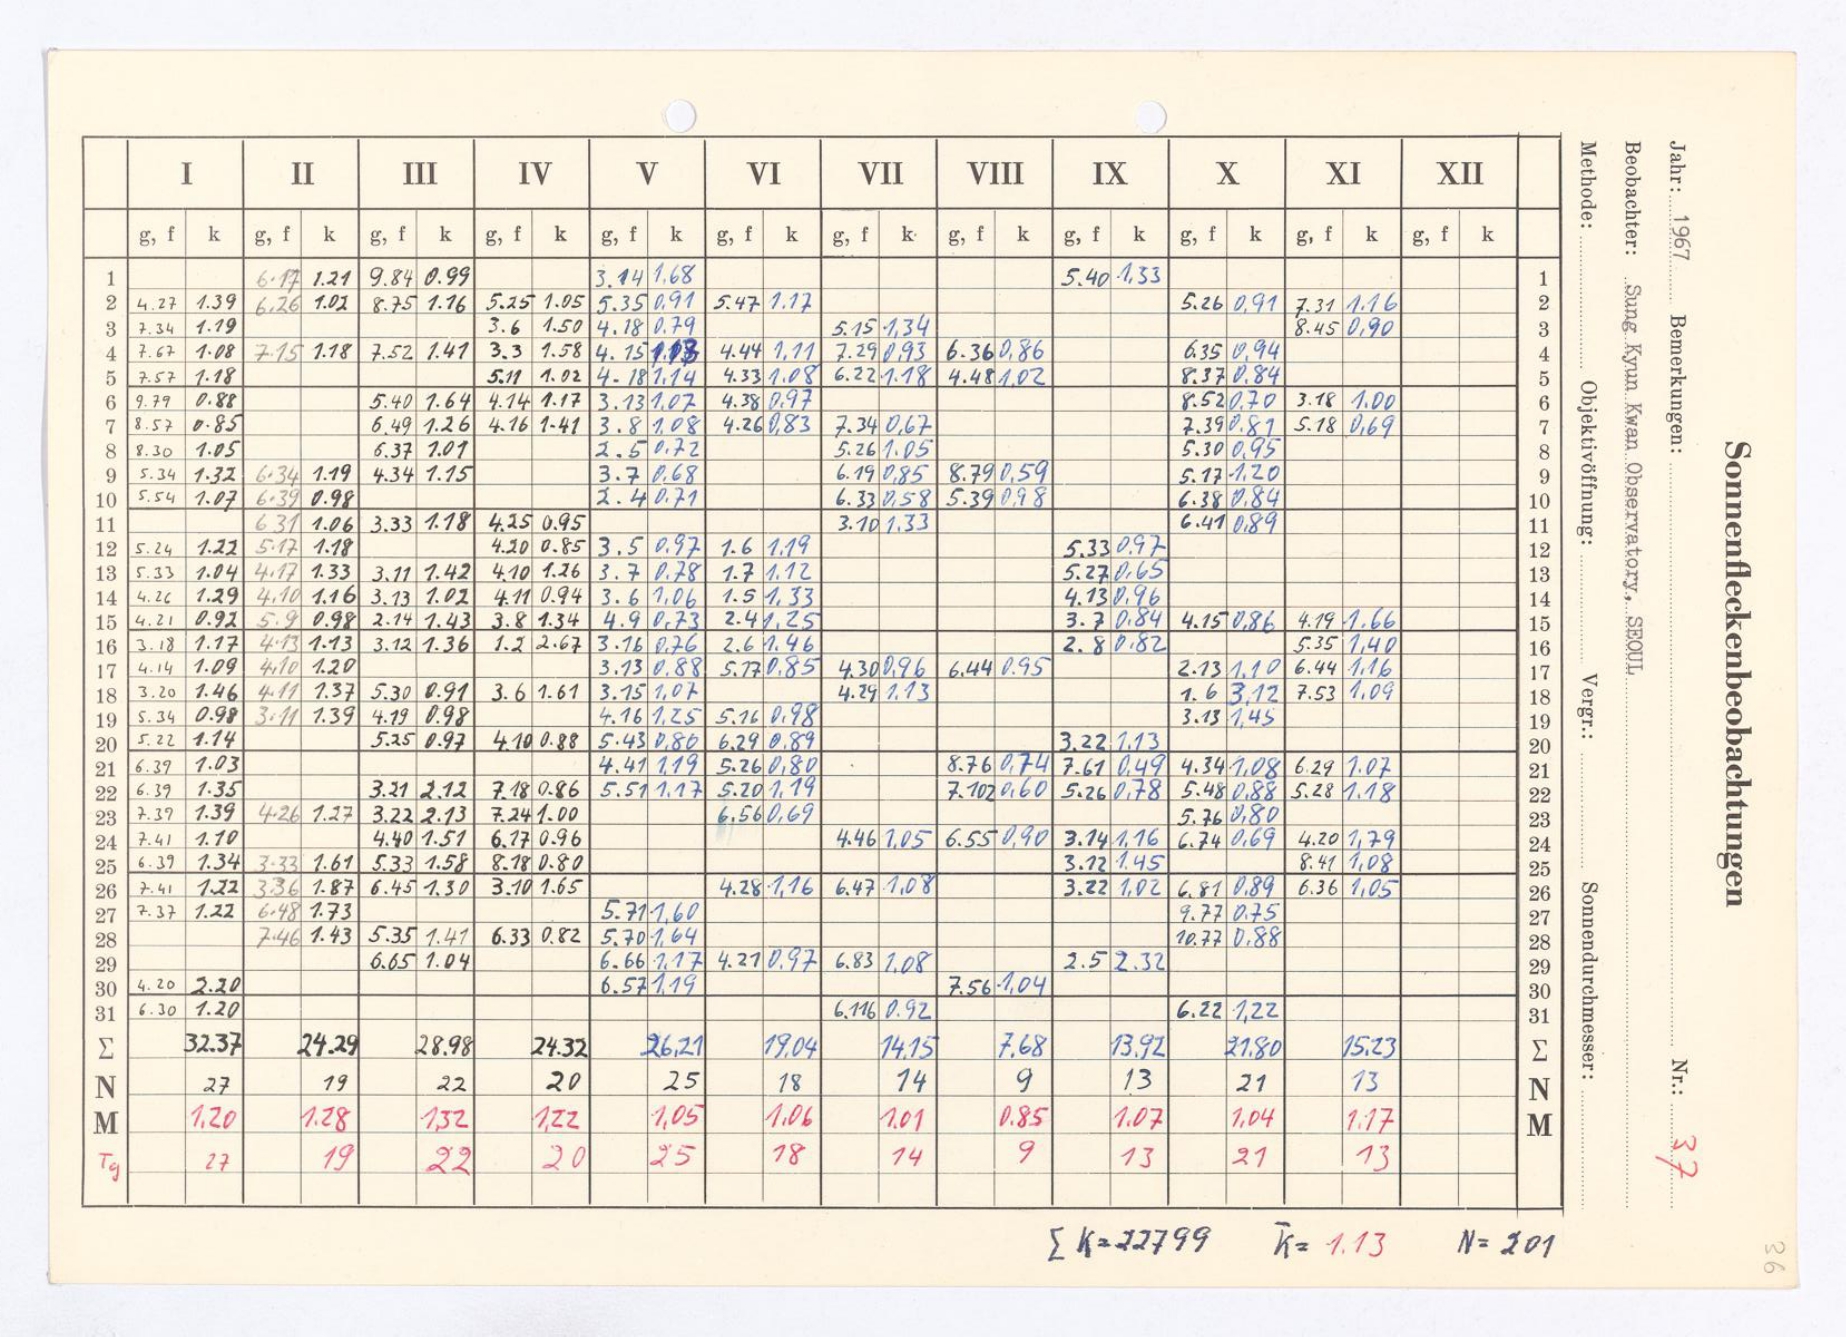 I II III IV V VI VII VIII IX X XI XII
g, f k g, f k g, f k g, f k g, f k g, f k g, f k g, f k g, f k g, f k g, f k g, f k
1 6.17 1.21 9.84 0.99 3.14 1.68 5.40 1,33 1
2 4.27 1.39 6.26 1.02 8.75 1.16 5.25 1.05 5.35 0.91 5.47 1.17 5.26 0,91 7.31 1.16 2
3 7.34 1.19 3.6 1.50 4.18 0.79 5.15 1,34 8.45 0,90 3
4 7.67 1.08 7.15 1.18 7.52 1.41 3.3 1.58 4.15 1.13 4.44 1,11 7.29 0,93 6.36 0,86 6.35 0,94 4
5 7.57 1.18 5.11 1.02 4.18 1.14 4.33 1.08 6.22 1.18 4.48 1,02 8.37 0,84 5
6 9.79 0.88 5.40 1.64 4.14 1.17 3.13 1,07 4.38 0,97 8.52 0,70 3.18 1.00 6
7 8.57 0.85 6.49 1.26 4.16 1.41 3.8 1,08 4.26 0,83 7.34 0,67 7.39 0.81 5.18 0,69 7
8 8.30 1.05 6.37 1.01 2.5 0,72 5.26 1.05 5.30 0,95 8
9 5.34 1.32 6.34 1.19 4.34 1.15 3.7 0,68 6.19 0,85 8.79 0,59 5.17 1.20 9
10 5.54 1.07 6.39 0.98 2.4 0,71 6.33 0,58 5.39 0,98 6.38 0,84 10
11 6.31 1.06 3.33 1.18 4.25 0.95 3.10 1,33 6.41 0,89 11
12 5.24 1.22 5.17 1.18 4.20 0.85 3.5 0,97 1.6 1,19 5.33 0,97 12
13 5.33 1.04 4.17 1.33 3.11 1.42 4.10 1.26 3.7 0,78 1.7 1.12 5.27 0,65 13
14 4.26 1.29 4.10 1.16 3.13 1.02 4.11 0.94 3.6 1,06 1.5 1,33 4.13 0,96 14
15 4.21 0.92 5.9 0.98 2.14 1.43 3.8 1.34 4.9 0,73 2.4 1,25 3.7 0,84 4.15 0,86 4.19 1.66 15
16 3.18 1.17 4.13 1.13 3.12 1.36 1.2 2.67 3.16 0,76 2.6 1.46 2.8 0,82 5.35 1,40 16
17 4.14 1.09 4.10 1.20 3.13 0.88 5.17 0,85 4.30 0,96 6.44 0.95 2.13 1,10 6.44 1,16 17
18 3.20 1.46 4.11 1.37 5.30 0.91 3.6 1.61 3.15 1,07 4.29 1,13 1.6 3,12 7.53 1,09 18
19 5.34 0.98 3.11 1.39 4.19 0.98 4.16 1,25 5.16 0,98 3.13 1,45 19
20 5.22 1.14 5.25 0.97 4.10 0.88 5.43 0,80 6.29 0,89 3.22 1,13 20
21 6.39 1.03 4.41 1,19 5.26 0,80 8.76 0,74 7.61 0,49 4.34 1,08 6.29 1,07 21
22 6.39 1.35 3.21 2.12 7.18 0.86 5.51 1,17 5.20 1,19 7.102 0,60 5.26 0,78 5.48 0,88 5.28 1.18 22
23 7.39 1.39 4.26 1.27 3.22 2.13 7.24 1.00 6.56 0,69 5.76 0,80 23
24 7.41 1.10 4.40 1.51 6.17 0.96 4.46 1,05 6.55 0,90 3.14 1,16 6.74 0,69 4.20 1,79 24
25 6.39 1.34 3.33 1.61 5.33 1.58 8.18 0.80 3.12 1.45 8.41 1,08 25
26 7.41 1.22 3.36 1.87 6.45 1.30 3.10 1.65 4.28 1,16 6.47 1,08 3.22 1,02 6.81 0,89 6.36 1,05 26
27 7.37 1.22 6.48 1.73 5.71 1,60 9.77 0,75 27
28 7.46 1.43 5.35 1.41 6.33 0.82 5.70 1,64 10.77 0,88 28
29 6.65 1.04 6.66 1,17 4.21 0,97 6.83 1,08 2.5 2.32 29
30 4.20 2.20 6.57 1,19 7.56 1,04 30
31 6.30 1.20 6.116 0.92 6.22 1,22 31
Σ 32.37 24.29 28.98 24.32 26,21 19,04 14,15 7,68 13,92 21.80 15.23 Σ
N 27 19 22 20 25 18 14 9 13 21 13 N
M 1,20 1.28 1,32 1,22 1,05 1,06 1.01 0.85 1.07 1,04 1.17 M
Tg 27 19 22 20 25 18 14 9 13 21 13
Σ K = 22799 k̄ = 1.13 N = 201
Sonnenfleckenbeobachtungen
Jahr: 1967 Bemerkungen: Nr.: 37
Beobachter: Sung Kyun Kwan Observatory, SEOUL
Methode: Objektivöffnung: Vergr.: Sonnendurchmesser:
36